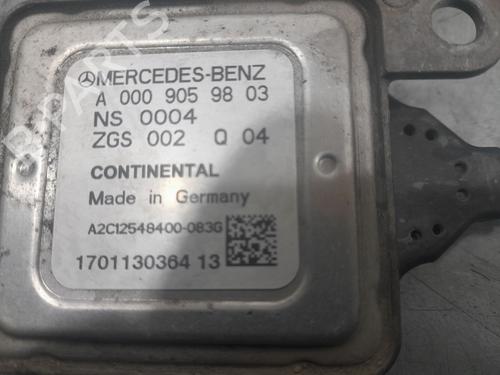 MERCEDES-BENZ
A 000 905 98 03
NS 0004
ZGS 002 Q 04
CONTINENTAL
Made in Germany
A2C12548400-083G
1701130364 13
B-PARTS